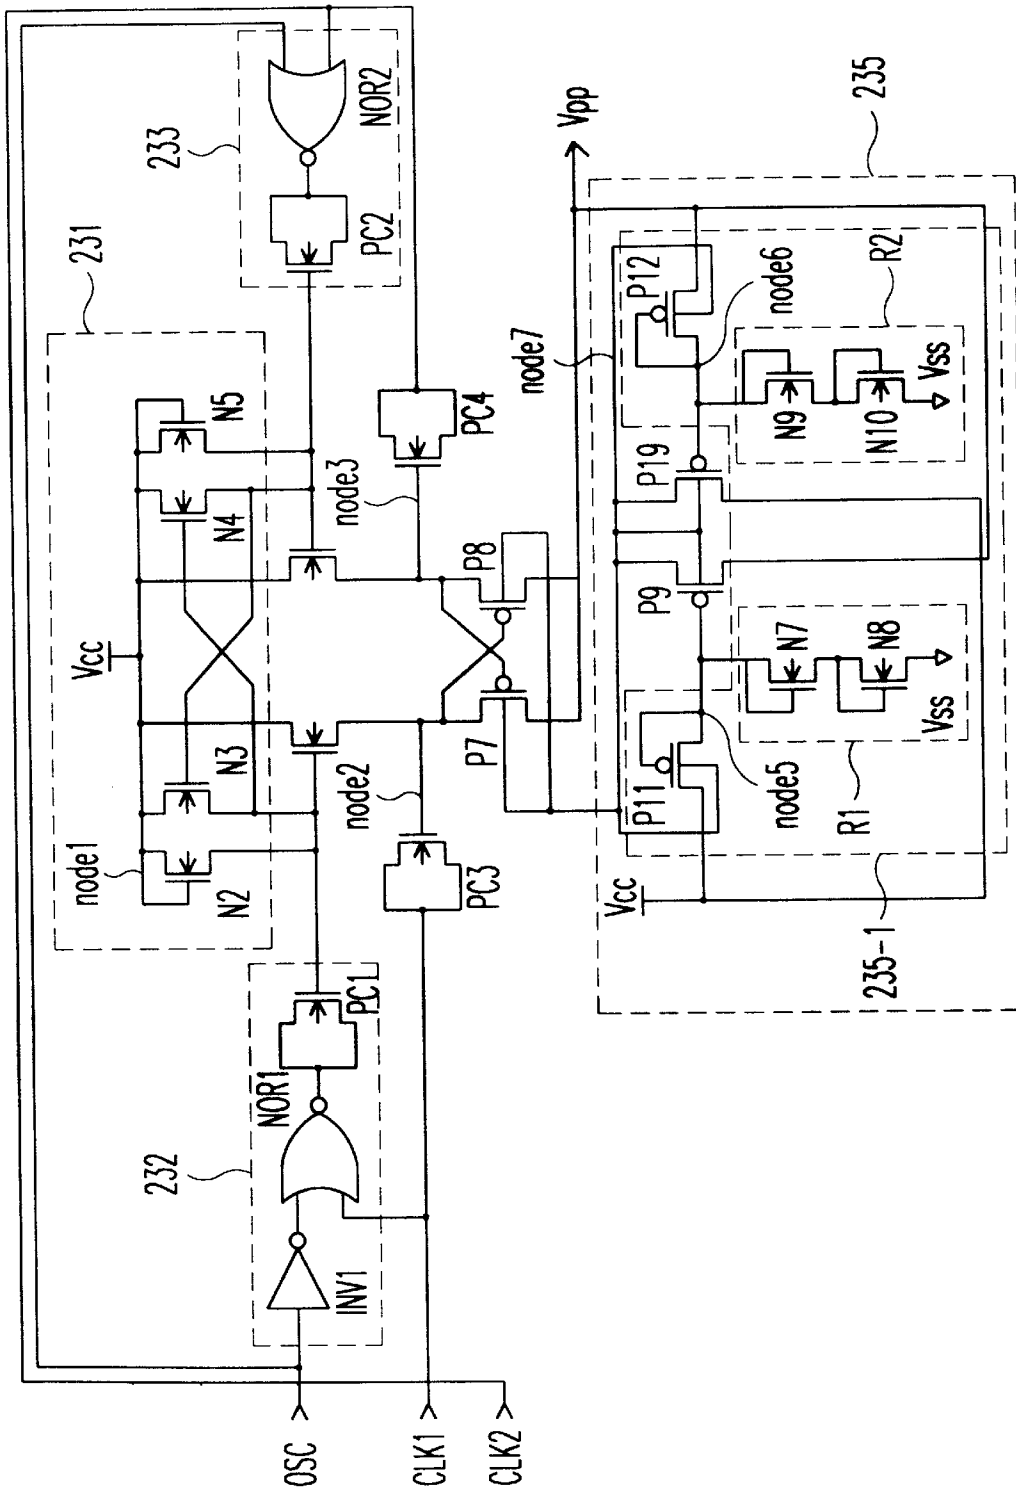 OSC
CLK1
CLK2
232
INV1
NOR1
PC1
231
node1
N2
N3
Vcc
N4
N5
233
NOR2
PC2
node2
PC3
node3
PC4
P7
P8
Vpp
node7
235
235-1
Vcc
P11
node5
R1
N7
N8
Vss
P9
P19
P12
node6
R2
N9
N10
Vss